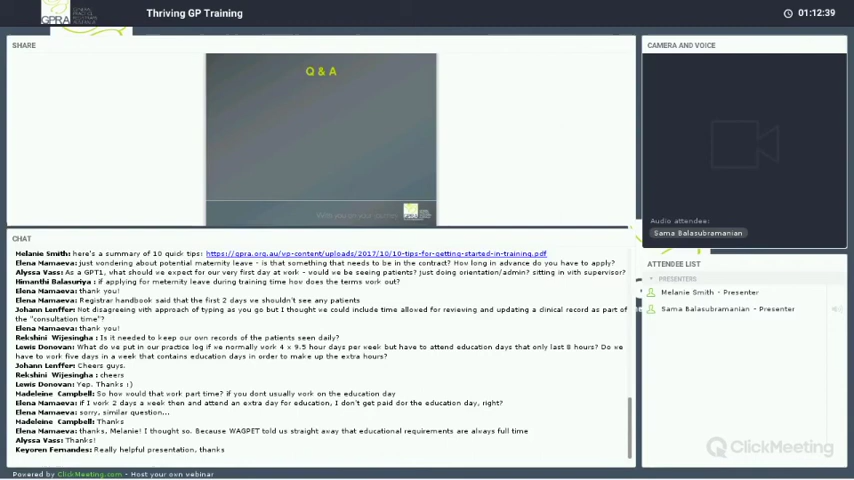 GPRA GENERAL PRACTICE REGISTRARS AUSTRALIA
Thriving GP Training
01:12:39
SHARE
Q & A
With you on your journey
CAMERA AND VOICE
Audio attendee:
Sama Balasubramanian
CHAT
Melanie Smith: here's a summary of 10 quick tips: https://gpra.org.au/wp-content/uploads/2017/10/10-tips-for-getting-started-in-training.pdf
Elena Mamaeva: just wondering about potential maternity leave - is that something that needs to be in the contract? How long in advance do you have to apply?
Alyssa Vass: As a GPT1, what should we expect for our very first day at work - would we be seeing patients? Just doing orientation/admin? sitting in with supervisor?
Himanthi Balasuriya: if applying for maternity leave during training time how does the terms work out?
Elena Mamaeva: thank you!
Elena Mamaeva: Registrar handbook said that the first 2 days we shouldn't see any patients
Johann Lenffer: Not disagreeing with approach of typing as you go but I thought we could include time allowed for reviewing and updating a clinical record as part of the "consultation time"?
Elena Mamaeva: thank you!
Rekshini Wijesingha: Is it needed to keep our own records of the patients seen daily?
Lewis Donovan: What do we put in our practice log if we normally work 4 x 9.5 hour days per week but have to attend education days that only last 8 hours? Do we
have to work five days in a week that contains education days in order to make up the extra hours?
Johann Lenffer: Cheers guys.
Rekshini Wijesingha: cheers
Lewis Donovan: Yep. Thanks :)
Madeleine Campbell: So how would that work part time? if you dont usually work on the education day
Elena Mamaeva: if I work 2 days a week then and attend an extra day for education, I don't get paid dor the education day, right?
Elena Mamaeva: sorry, similar question...
Madeleine Campbell: Thanks
Elena Mamaeva: thanks, Melanie! I thought so. Because WAGPET told us straight away that educational requirements are always full time
Alyssa Vass: Thanks!
Keyoren Fernandes: Really helpful presentation, thanks
ATTENDEE LIST
PRESENTERS
Melanie Smith - Presenter
Sama Balasubramanian - Presenter
ClickMeeting
Powered by ClickMeeting.com - Host your own webinar